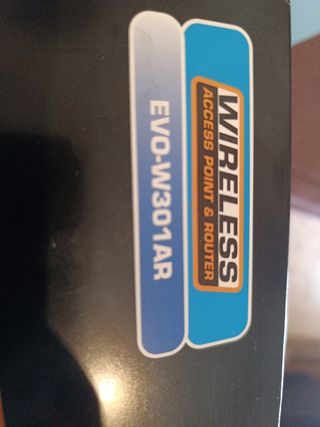 WIRELESS
ACCESS POINT & ROUTER
EVO-W301AR